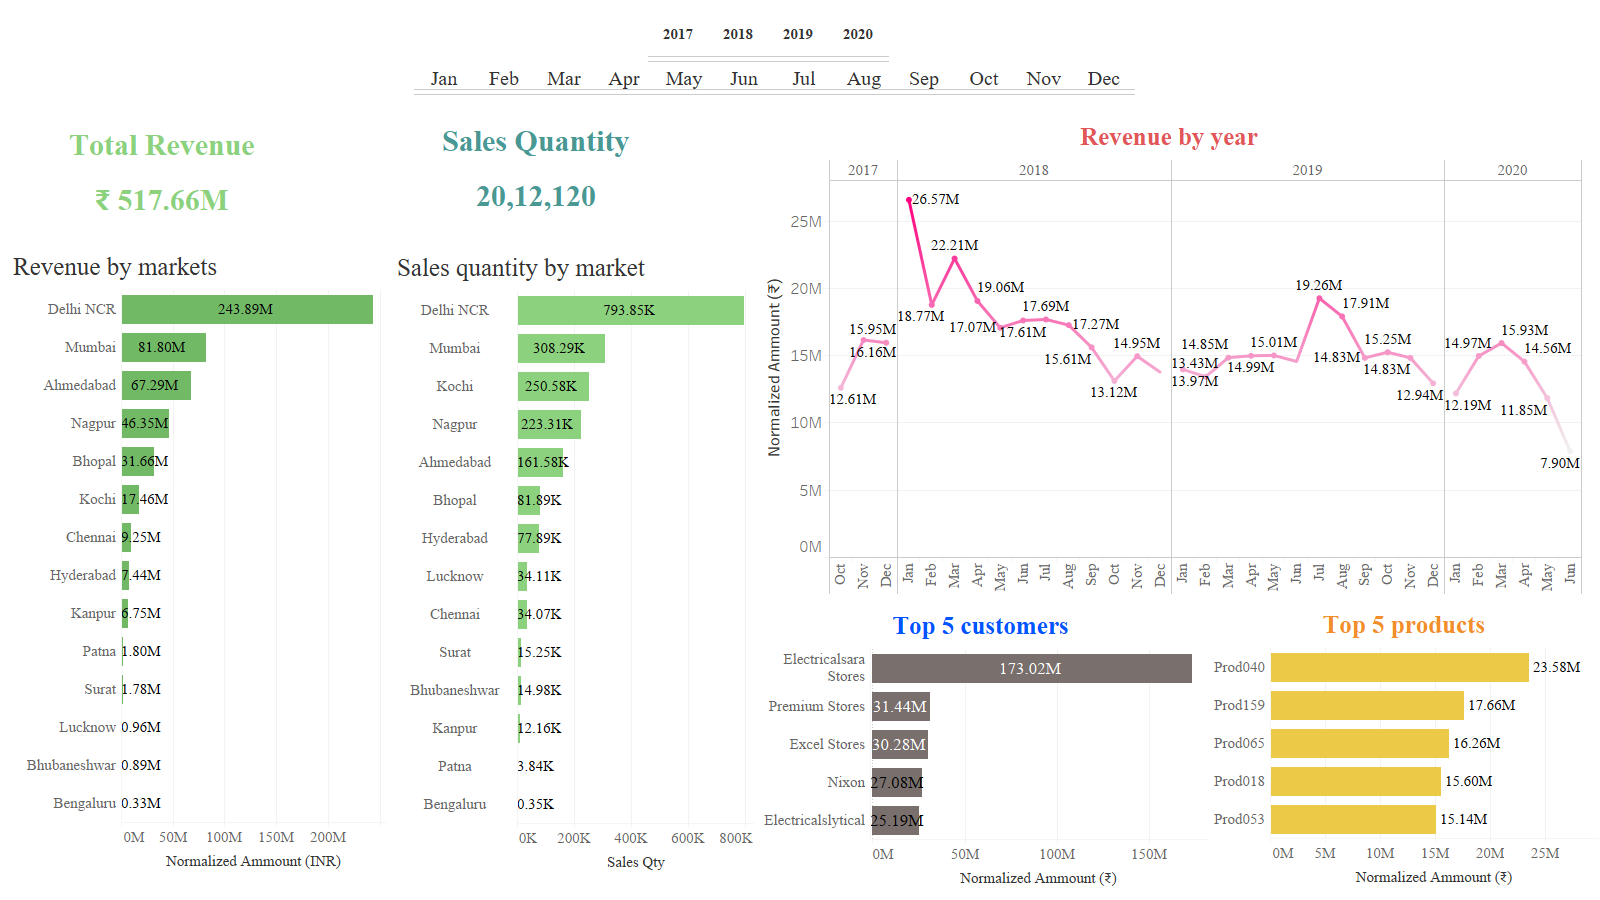 2017 2018 2019 2020
Jan Feb Mar Apr May Jun Jul Aug Sep Oct Nov Dec
Total Revenue
₹ 517.66M
Sales Quantity
20,12,120
Revenue by markets
Delhi NCR 243.89M
Mumbai 81.80M
Ahmedabad 67.29M
Nagpur 46.35M
Bhopal 31.66M
Kochi 17.46M
Chennai 9.25M
Hyderabad 7.44M
Kanpur 6.75M
Patna 1.80M
Surat 1.78M
Lucknow 0.96M
Bhubaneshwar 0.89M
Bengaluru 0.33M
0M 50M 100M 150M 200M
Normalized Ammount (INR)
Sales quantity by market
Delhi NCR 793.85K
Mumbai 308.29K
Kochi 250.58K
Nagpur 223.31K
Ahmedabad 161.58K
Bhopal 81.89K
Hyderabad 77.89K
Lucknow 34.11K
Chennai 34.07K
Surat 15.25K
Bhubaneshwar 14.98K
Kanpur 12.16K
Patna 3.84K
Bengaluru 0.35K
0K 200K 400K 600K 800K
Sales Qty
Revenue by year
2017 2018 2019 2020
Normalized Ammount (₹)
25M
20M
15M
10M
5M
0M
12.61M
15.95M
16.16M
26.57M
18.77M
22.21M
19.06M
17.07M
17.61M
17.69M
17.27M
15.61M
13.12M
14.95M
13.43M
13.97M
14.85M
14.99M
15.01M
19.26M
17.91M
14.83M
15.25M
14.83M
12.94M
12.19M
14.97M
15.93M
14.56M
11.85M
7.90M
Oct Nov Dec Jan Feb Mar Apr May Jun Jul Aug Sep Oct Nov Dec Jan Feb Mar Apr May Jun Jul Aug Sep Oct Nov Dec Jan Feb Mar Apr May Jun
Top 5 customers
Electricalsara
Stores
173.02M
Premium Stores 31.44M
Excel Stores 30.28M
Nixon 27.08M
Electricalslytical 25.19M
0M 50M 100M 150M
Normalized Ammount (₹)
Top 5 products
Prod040 23.58M
Prod159 17.66M
Prod065 16.26M
Prod018 15.60M
Prod053 15.14M
0M 5M 10M 15M 20M 25M
Normalized Ammount (₹)